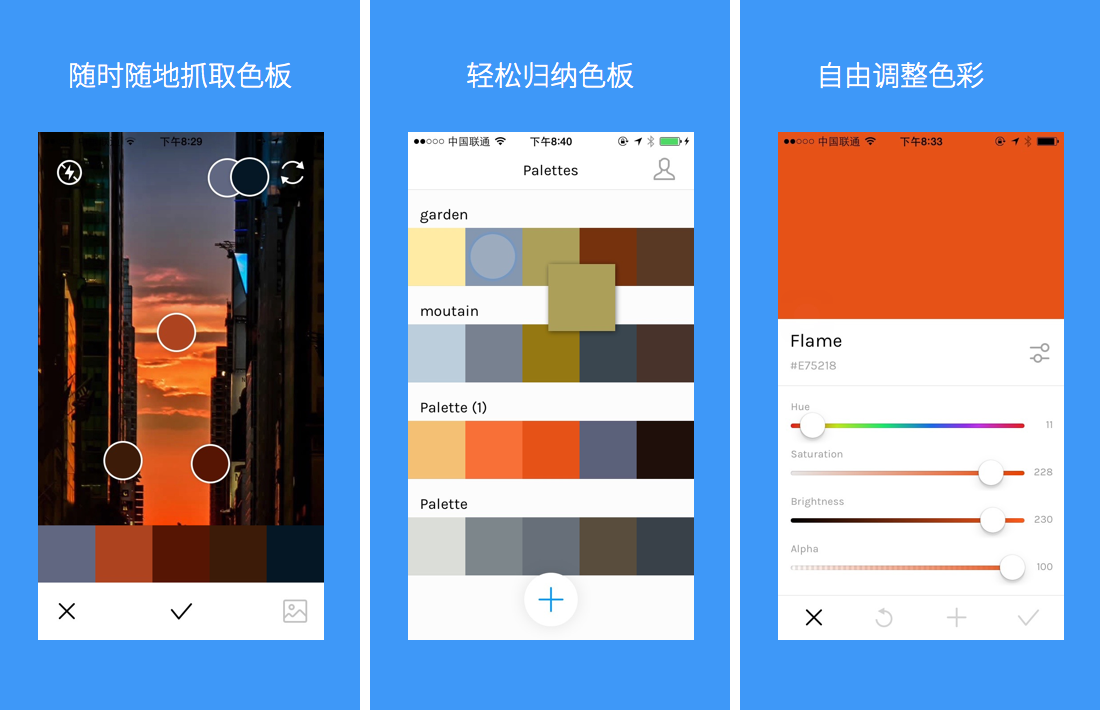 随时随地抓取色板
下午8:29
轻松归纳色板
中国联通
下午8:40
Palettes
garden
moutain
Palette (1)
Palette
自由调整色彩
中国联通
下午8:33
Flame
#E75218
Hue
11
Saturation
228
Brightness
230
Alpha
100